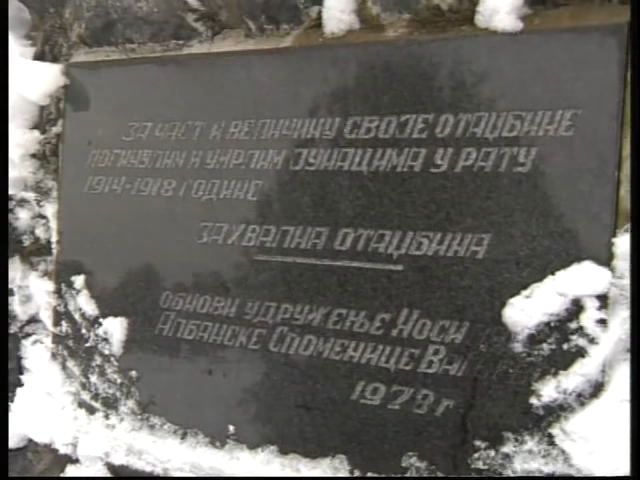 ЗА ЧАСТ И ВЕЛИЧИНУ СВОЈЕ ОТАЏБИНЕ
ПОГИНУЛИМ И УМРЛИМ ЈУНАЦИМА У РАТУ
1914-1918 ГОДИНЕ
ЗАХВАЛНА ОТАЏБИНА
ОБНОВИ УДРУЖЕЊЕ НОСИ
АЛБАНСКЕ СПОМЕНИЦЕ
1978 г